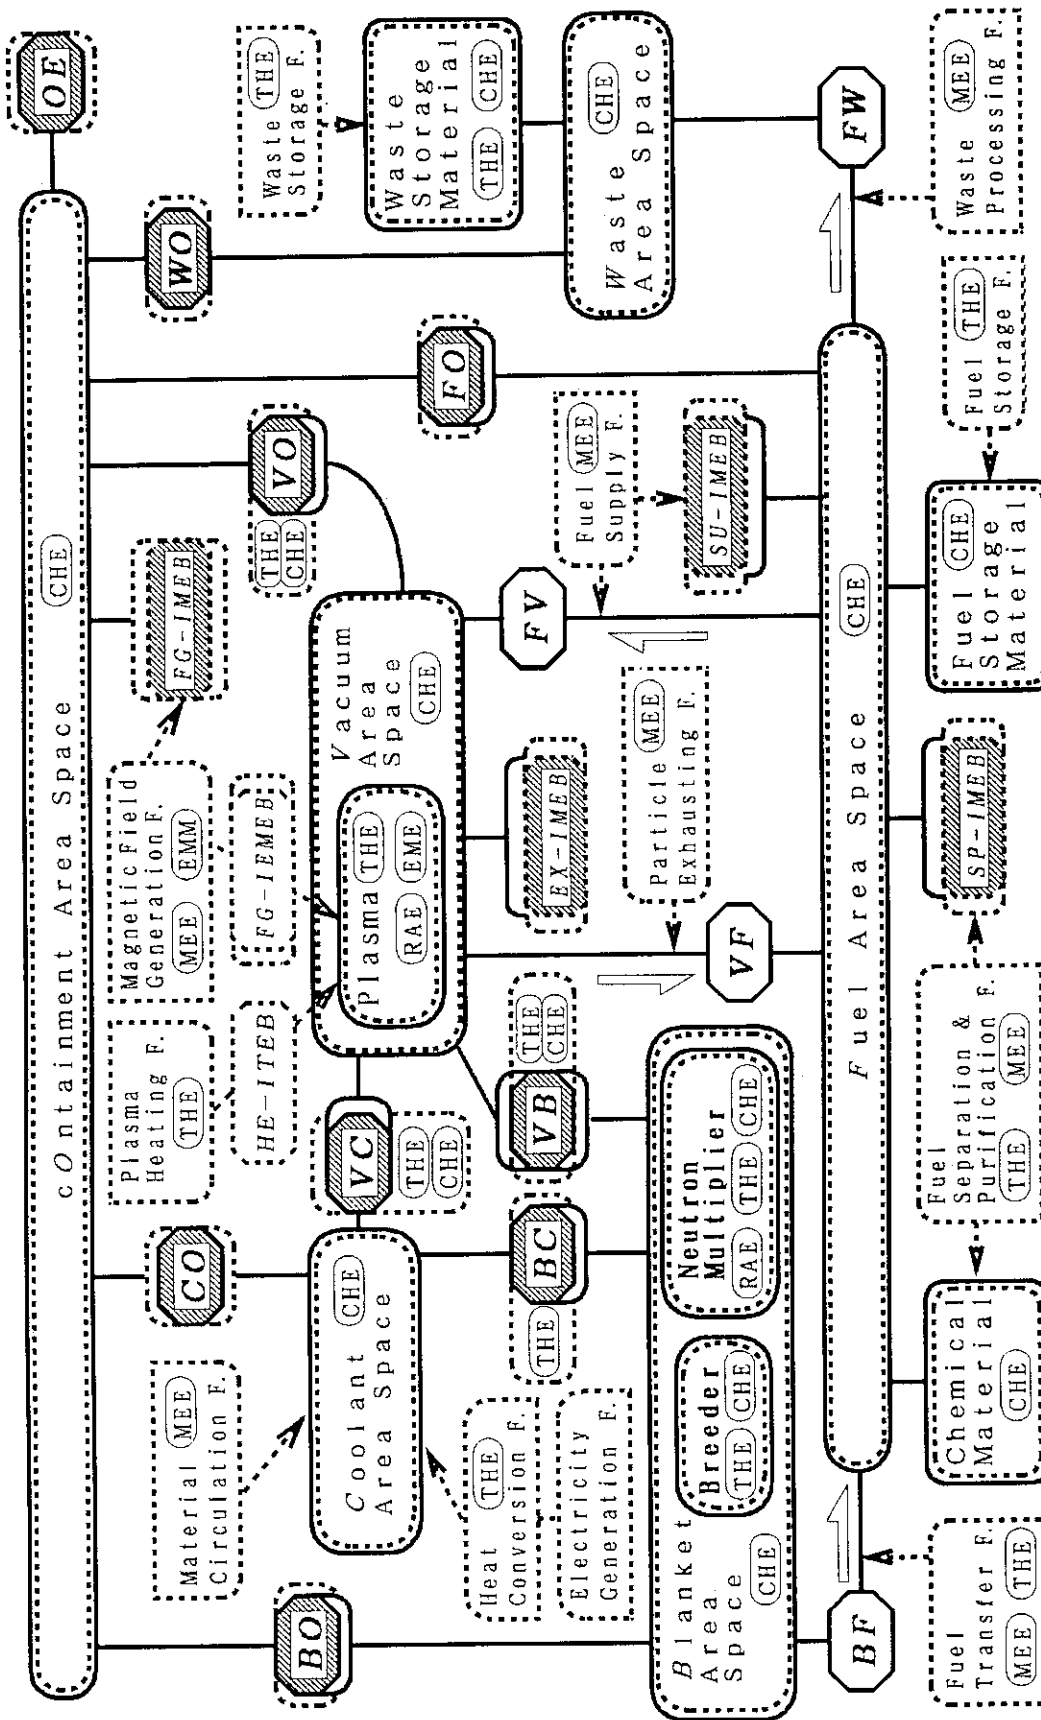 cOntainment Area Space CHE
OE
BO
CO
VO
THE
CHE
FO
WO
Material MEE
Circulation F.
Plasma
Heating F.
THE
Magnetic Field
Generation F.
MEE EMM
FG-IMEB
HE-ITEB
FG-IEMEB
Waste THE
Storage F.
Coolant CHE
Area Space
VC
THE
CHE
Plasma THE
RAE EME
Vacuum
Area
Space
CHE
Waste
Storage
Material
THE CHE
Heat THE
Conversion F.
Electricity
Generation F.
THE
BC
VB
THE
CHE
EX-IMEB
FV
Fuel MEE
Supply F.
SU-IMEB
Waste CHE
Area Space
Blanket
Area
Space
CHE
Breeder
THE CHE
Neutron
Multiplier
RAE THE CHE
Particle MEE
Exhausting F.
VF
BF
Fuel Area Space CHE
FW
Fuel
Transfer F.
MEE THE
Chemical
Material
CHE
Fuel
Separation &
Purification F.
THE MEE
SP-IMEB
Fuel CHE
Storage
Material
Fuel THE
Storage F.
Waste MEE
Processing F.